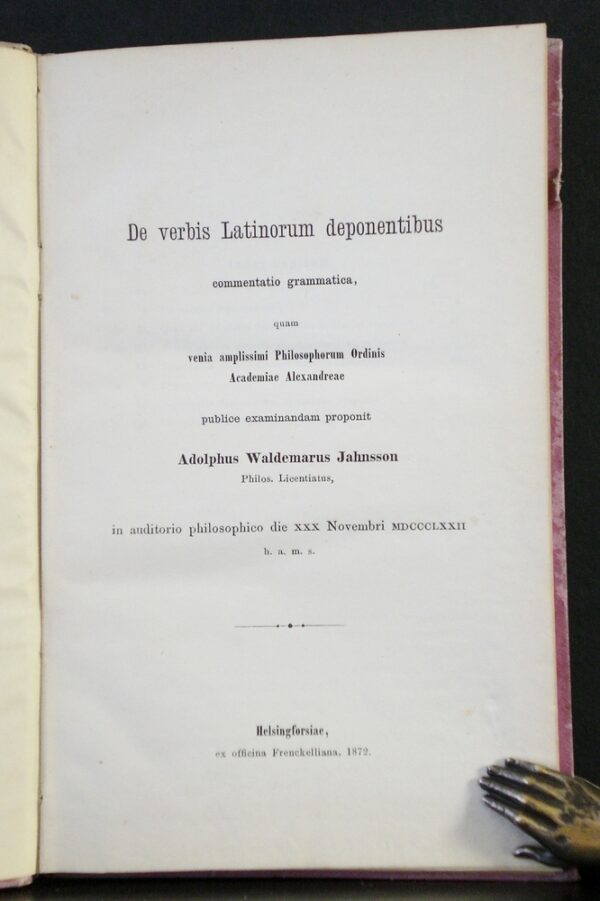 De verbis Latinorum deponentibus
commentatio grammatica,
quam
venia amplissimi Philosophorum Ordinis
Academiae Alexandreae
publice examinandam proponit
Adolphus Waldemarus Jahnsson
Philos. Licentiatus,
in auditorio philosophico die XXX Novembri MDCCCLXXII
h. a. m. s.
Helsingforsiae,
ex officina Frenckelliana, 1872.